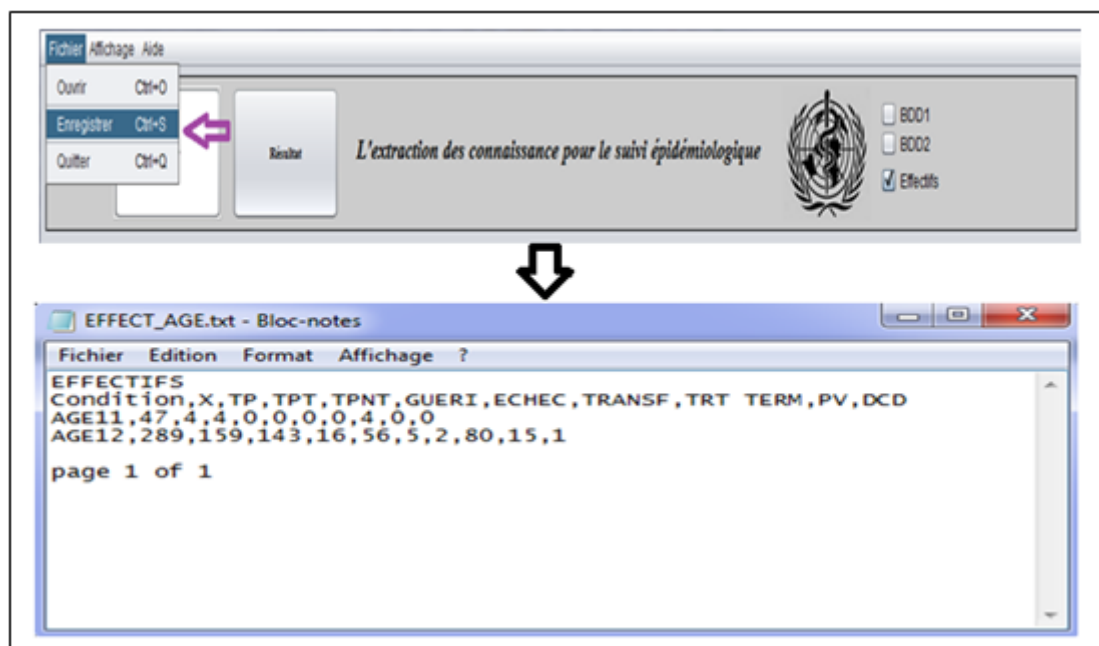 Fichier Affichage Aide
Ouvrir Ctrl+O
Enregistrer Ctrl+S
Quitter Ctrl+Q
Résultat
L'extraction des connaissance pour le suivi épidémiologique
BDD1
BDD2
Effectifs
EFFECT_AGE.txt - Bloc-notes
Fichier Edition Format Affichage ?
EFFECTIFS
Condition,X,TP,TPT,TPNT,GUERI,ECHEC,TRANSF,TRT TERM,PV,DCD
AGE11,47,4,4,0,0,0,0,4,0,0
AGE12,289,159,143,16,56,5,2,80,15,1
page 1 of 1